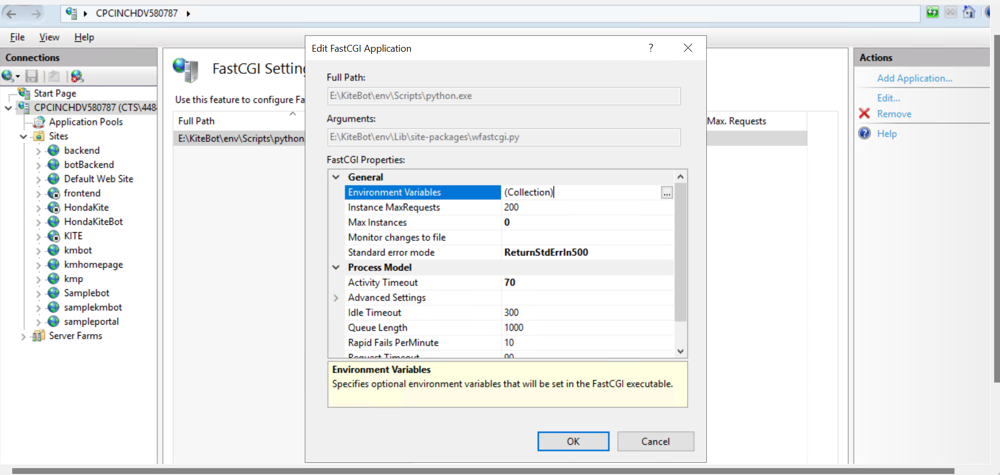 CPCINCHDV580787
File View Help
Connections
Start Page
CPCINCHDV580787 (CTS\448
Application Pools
Sites
backend
botBackend
Default Web Site
frontend
HondaKite
HondaKiteBot
KITE
kmbot
kmhomepage
kmp
Samplebot
samplekmbot
sampleportal
Server Farms
FastCGI Setting
Use this feature to configure Fa
Full Path
E:\KiteBot\env\Scripts\python.
Max. Requests
Edit FastCGI Application
?
Full Path:
E:\KiteBot\env\Scripts\python.exe
Arguments:
E:\KiteBot\env\Lib\site-packages\wfastcgi.py
FastCGI Properties:
General
Environment Variables (Collection) ...
Instance MaxRequests 200
Max Instances 0
Monitor changes to file
Standard error mode ReturnStdErrIn500
Process Model
Activity Timeout 70
Advanced Settings
Idle Timeout 300
Queue Length 1000
Rapid Fails PerMinute 10
Request Timeout 90
Environment Variables
Specifies optional environment variables that will be set in the FastCGI executable.
OK Cancel
Actions
Add Application...
Edit...
Remove
Help